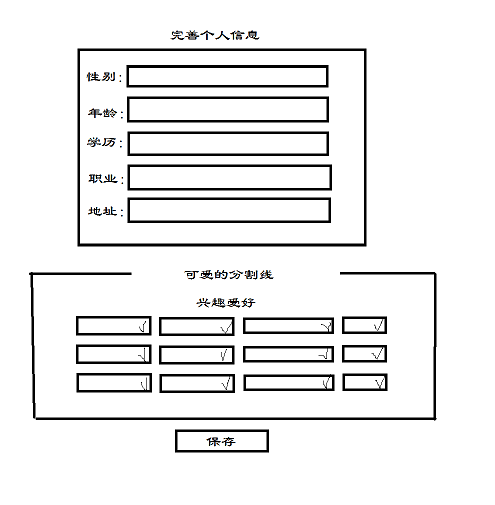 完善个人信息
性别:
年龄:
学历:
职业:
地址:
可爱的分割线
兴趣爱好
√ √ √ √
√ √ √ √
√ √ √ √
保存